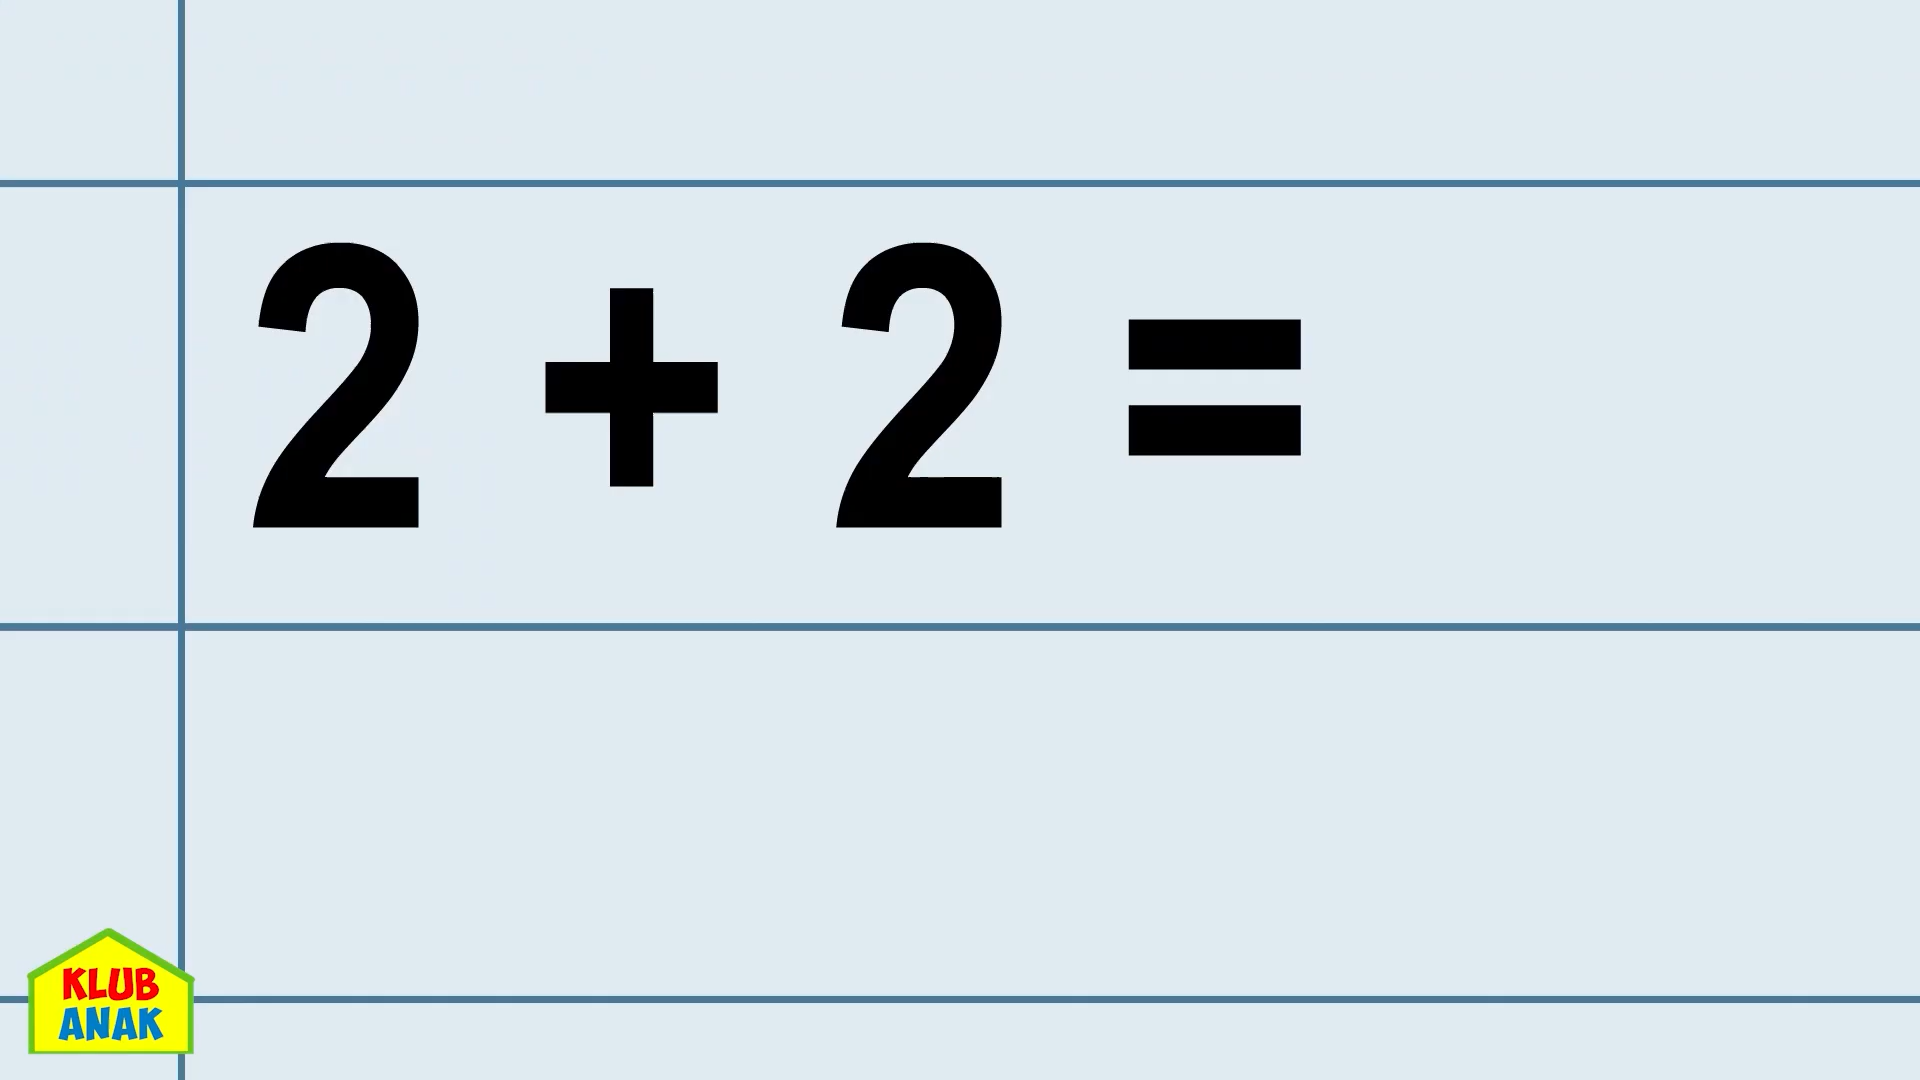 2 + 2 =
KLUB
ANAK